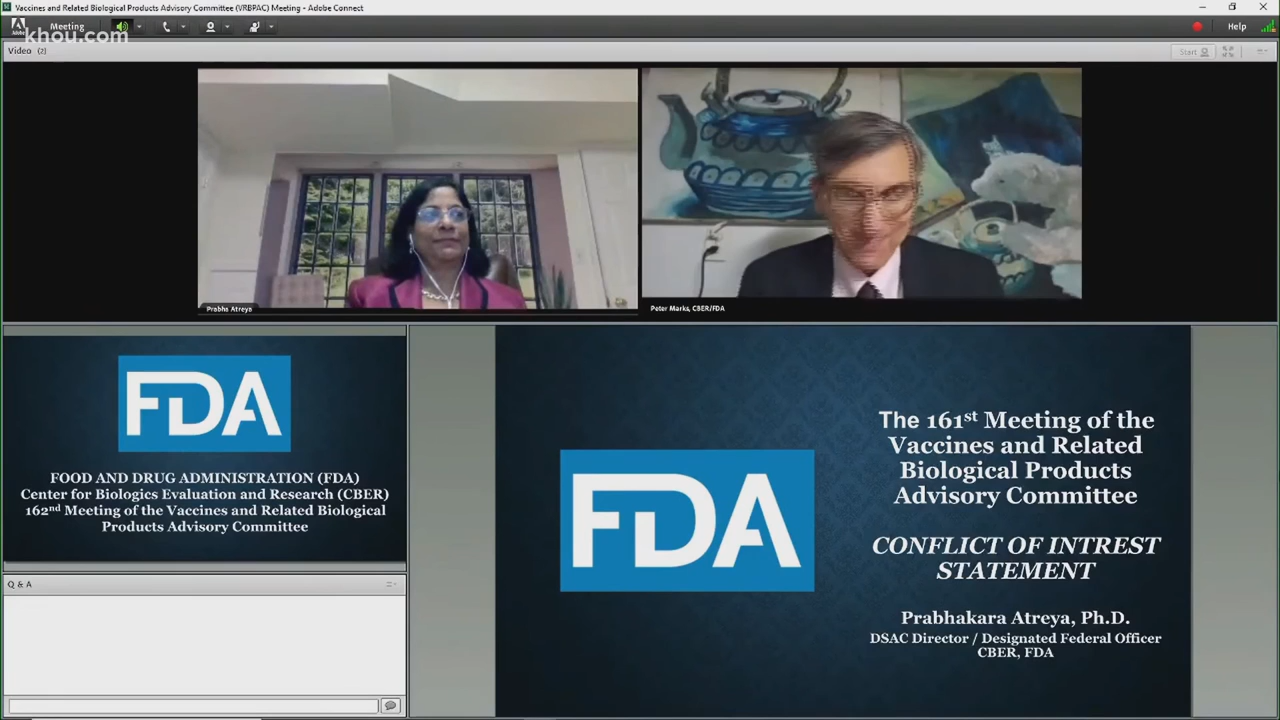 Vaccines and Related Biological Products Advisory Committee (VRBPAC) Meeting - Adobe Connect
Meeting
Help
khou.com
Video (2)
Start
Prabha Atreya
Peter Marks, CBER/FDA
FDA
FOOD AND DRUG ADMINISTRATION (FDA)
Center for Biologics Evaluation and Research (CBER)
162nd Meeting of the Vaccines and Related Biological
Products Advisory Committee
Q & A
FDA
The 161st Meeting of the
Vaccines and Related
Biological Products
Advisory Committee
CONFLICT OF INTREST
STATEMENT
Prabhakara Atreya, Ph.D.
DSAC Director / Designated Federal Officer
CBER, FDA